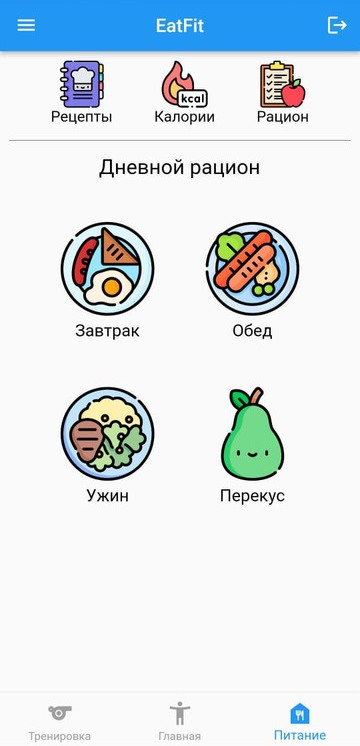 EatFit
kcal
Рецепты Калории Рацион
Дневной рацион
Завтрак Обед
Ужин Перекус
Тренировка Главная Питание